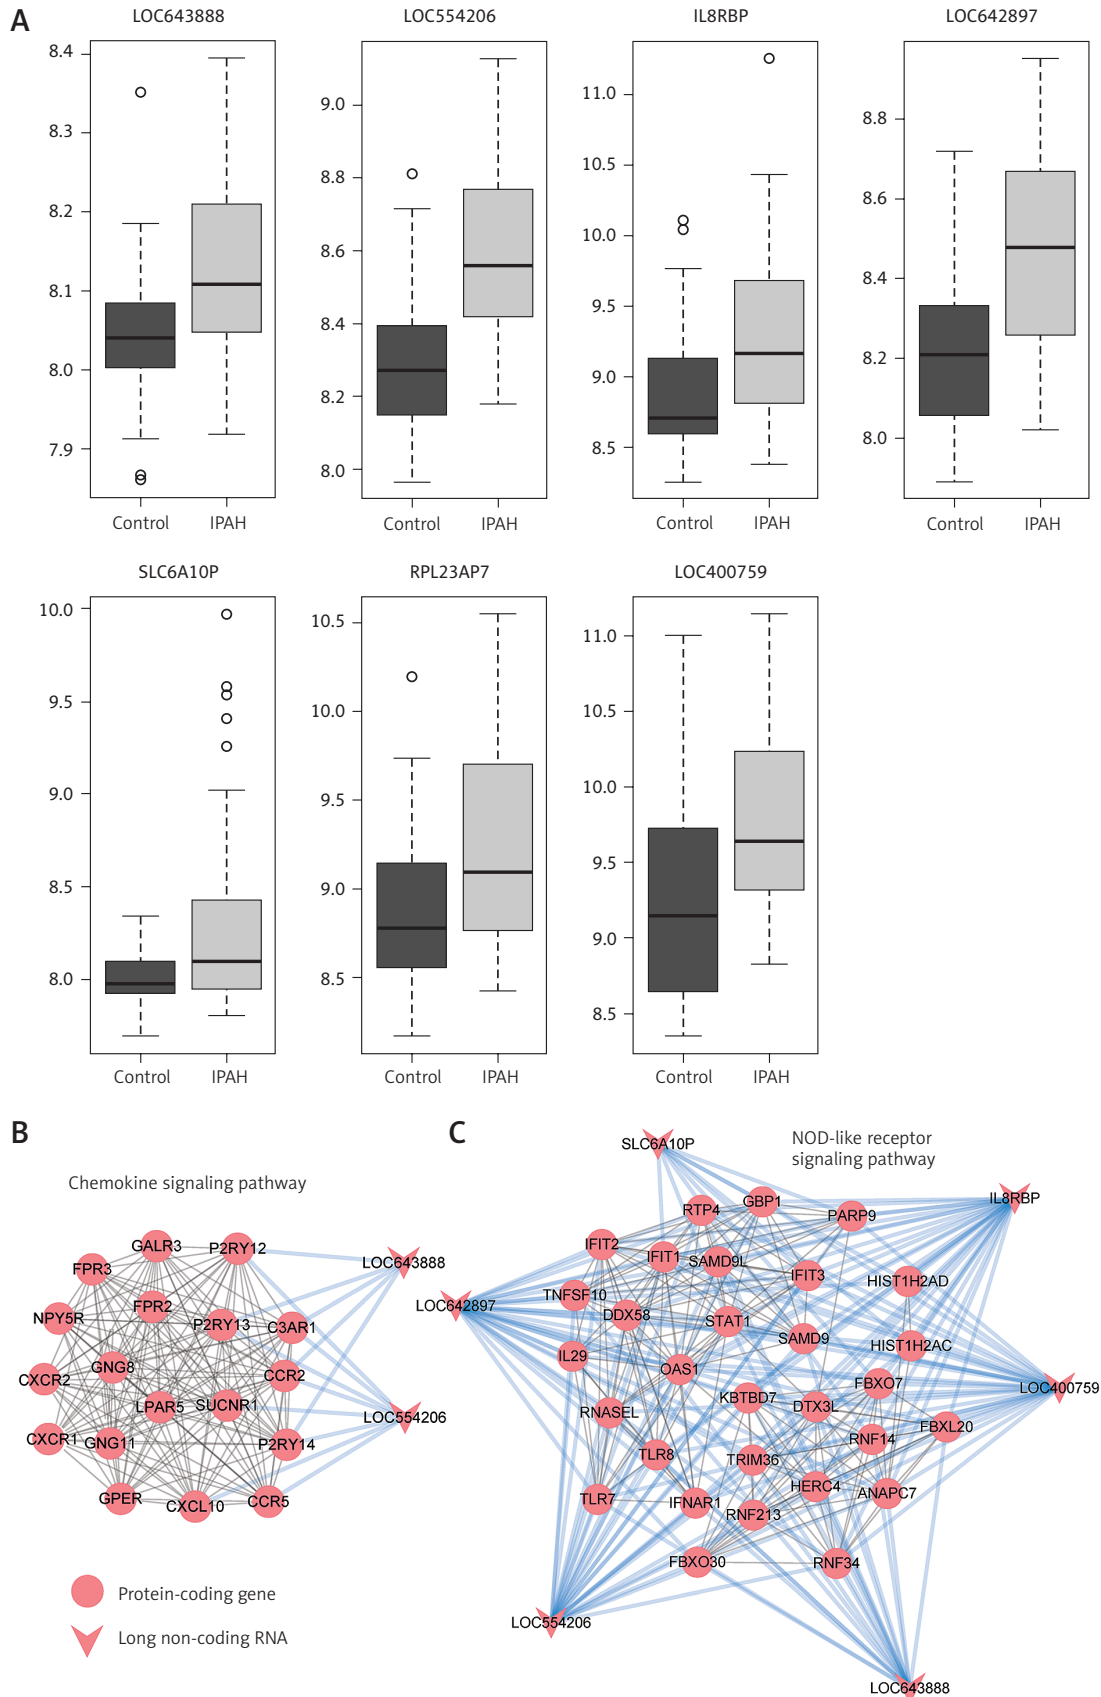 A
LOC643888
LOC554206
IL8RBP
LOC642897
8.4
8.3
8.2
8.1
8.0
7.9
Control IPAH
9.0
8.8
8.6
8.4
8.2
8.0
Control IPAH
11.0
10.5
10.0
9.5
9.0
8.5
Control IPAH
8.8
8.6
8.4
8.2
8.0
Control IPAH
SLC6A10P
RPL23AP7
LOC400759
10.0
9.5
9.0
8.5
8.0
Control IPAH
10.5
10.0
9.5
9.0
8.5
Control IPAH
11.0
10.5
10.0
9.5
9.0
8.5
Control IPAH
B
Chemokine signaling pathway
GALR3
P2RY12
FPR3
LOC643888
FPR2
NPY5R
P2RY13
C3AR1
GNG8
CCR2
CXCR2
LPAR5
SUCNR1
LOC554206
CXCR1
GNG11
P2RY14
GPER
CXCL10
CCR5
Protein-coding gene
Long non-coding RNA
C
NOD-like receptor
signaling pathway
SLC6A10P
IL8RBP
RTP4
GBP1
PARP9
IFIT2
IFIT1
SAMD9L
IFIT3
HIST1H2AD
TNFSF10
LOC642897
DDX58
STAT1
SAMD9
HIST1H2AC
IL29
OAS1
FBXO7
LOC400759
KBTBD7
DTX3L
RNASEL
FBXL20
RNF14
TLR8
TRIM36
HERC4
ANAPC7
TLR7
IFNAR1
RNF213
FBXO30
RNF34
LOC554206
LOC643888